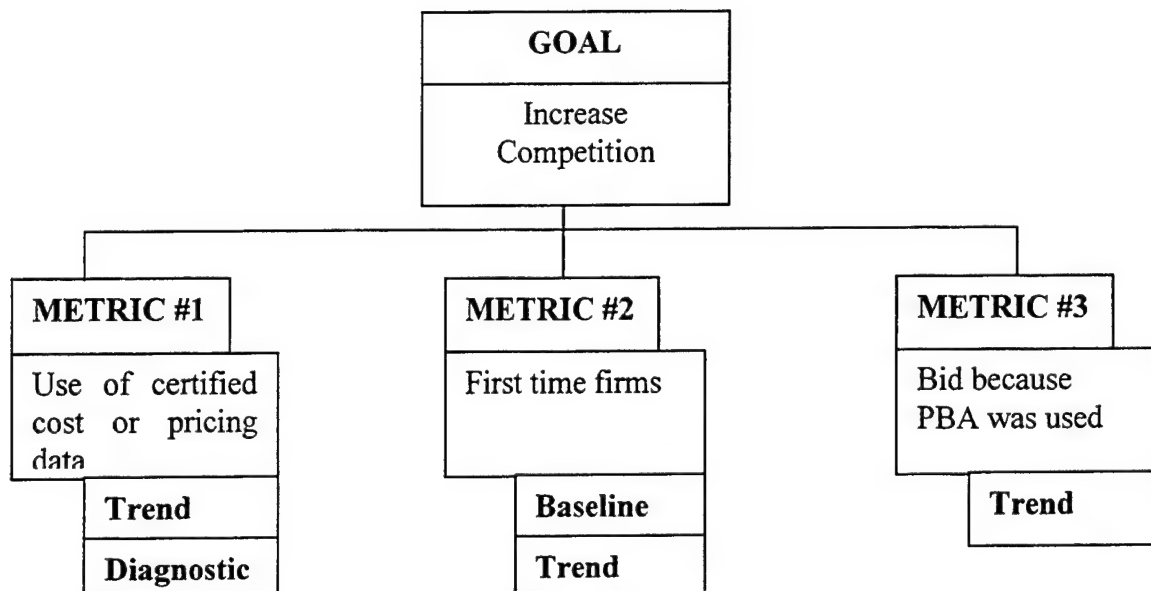 GOAL
Increase
Competition
METRIC #1
Use of certified
cost or pricing
data
Trend
Diagnostic
METRIC #2
First time firms
Baseline
Trend
METRIC #3
Bid because
PBA was used
Trend